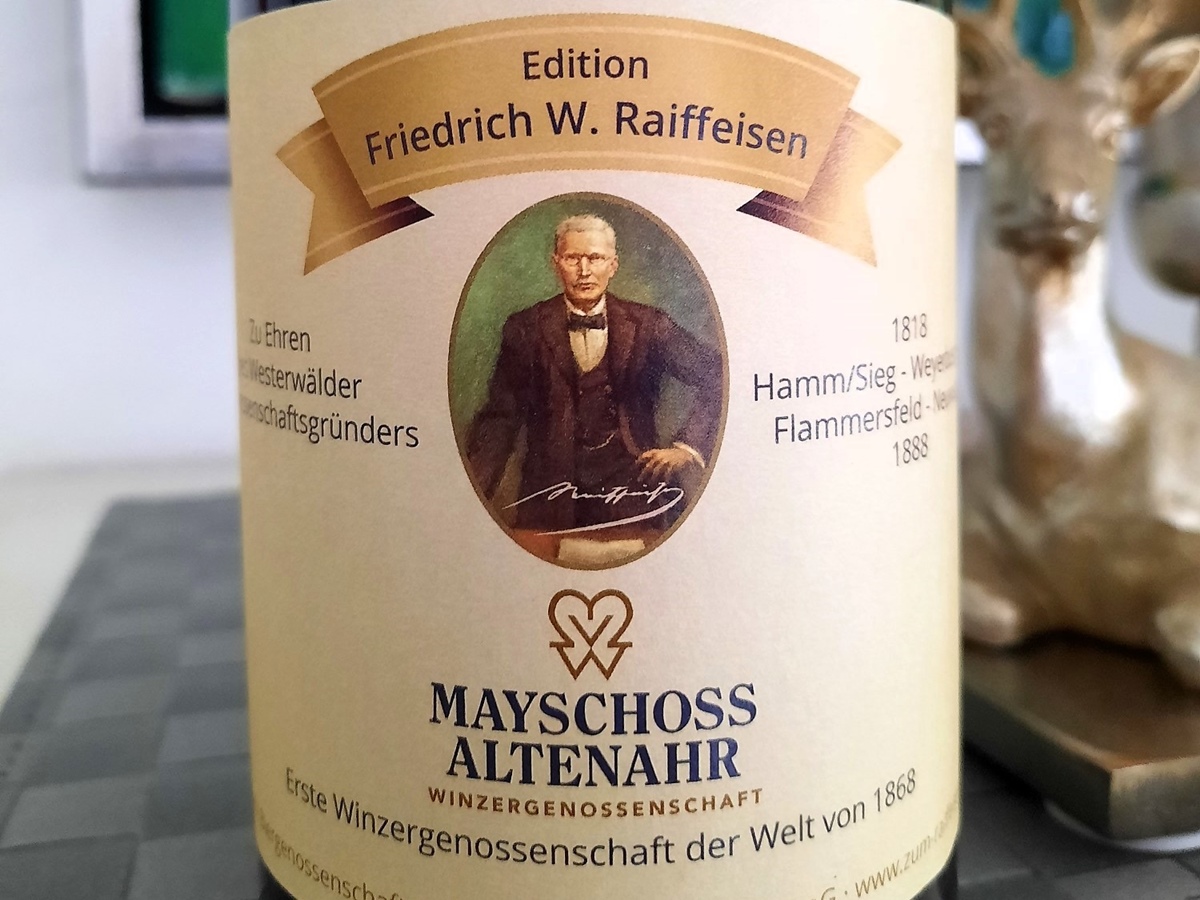 Edition
Friedrich W. Raiffeisen
Zu Ehren
Westerwälder
1818
Hamm/Sieg -
Flammersfeld -
1888
Raiffeisen
MAYSCHOSS
ALTENAHR
WINZERGENOSSENSCHAFT
Erste Winzergenossenschaft der Welt von 1868